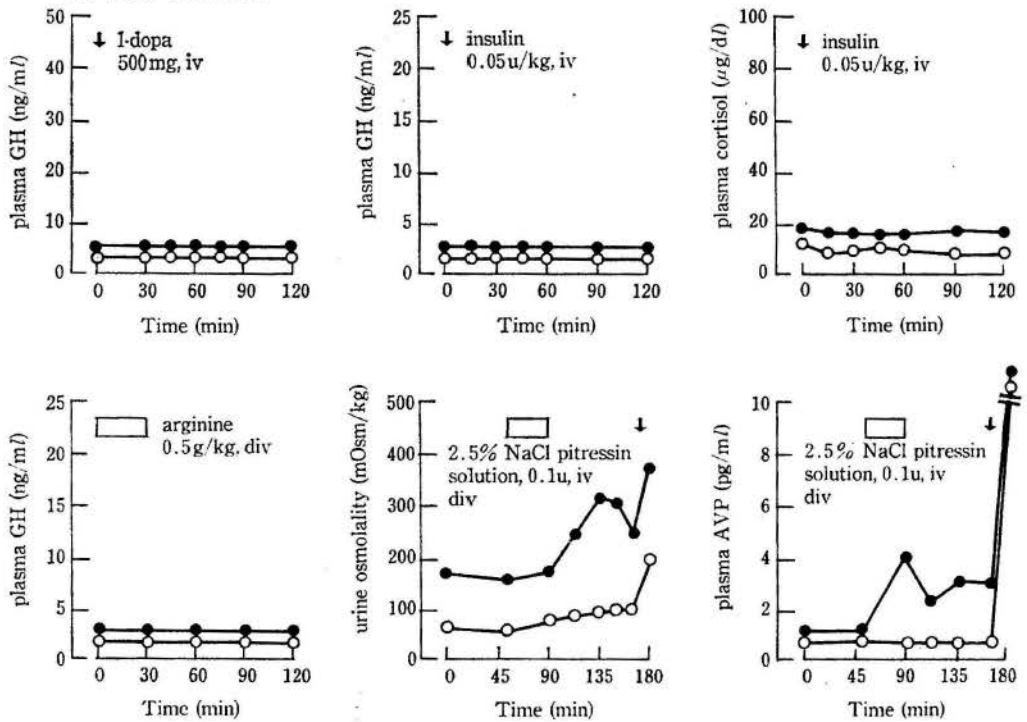 50
40
30
20
10
0
plasma GH (ng/ml)
l-dopa
500mg, iv
0 30 60 90 120
Time (min)
25
20
15
10
5
0
plasma GH (ng/ml)
insulin
0.05u/kg, iv
0 30 60 90 120
Time (min)
100
80
60
40
20
0
plasma cortisol (μg/dl)
insulin
0.05u/kg, iv
0 30 60 90 120
Time (min)
25
20
15
10
5
0
plasma GH (ng/ml)
arginine
0.5g/kg, div
0 30 60 90 120
Time (min)
500
400
300
200
100
0
urine osmolality (mOsm/kg)
2.5% NaCl pitressin
solution, 0.1u, iv
div
0 45 90 135 180
Time (min)
10
8
6
4
2
0
plasma AVP (pg/ml)
2.5% NaCl pitressin
solution, 0.1u, iv
div
0 45 90 135 180
Time (min)